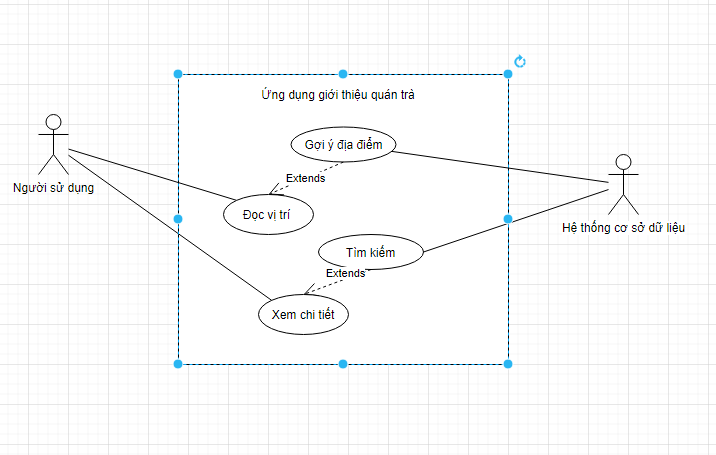 Ứng dụng giới thiệu quán trà
Gợi ý địa điểm
Extends
Người sử dụng
Đọc vị trí
Hệ thống cơ sở dữ liệu
Tìm kiếm
Extends
Xem chi tiết